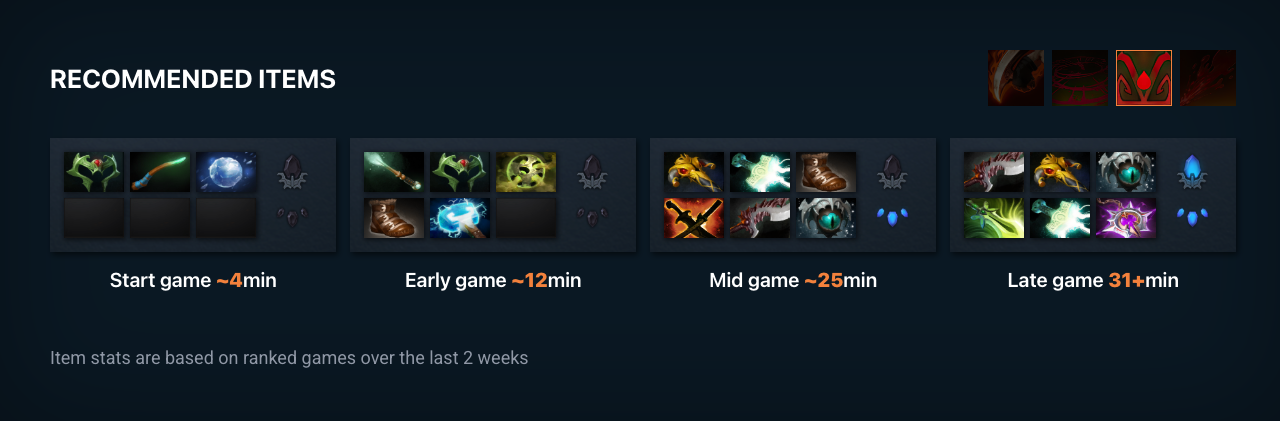 RECOMMENDED ITEMS
Start game ~4min
Early game ~12min
Mid game ~25min
Late game 31+min
Item stats are based on ranked games over the last 2 weeks